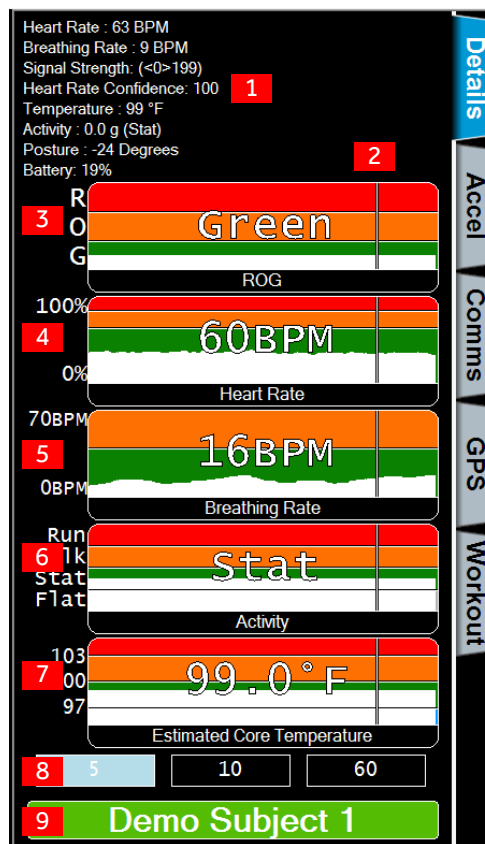 Heart Rate : 63 BPM
Breathing Rate : 9 BPM
Signal Strength: (<0>199)
Heart Rate Confidence: 100
1
Temperature : 99 °F
Activity : 0.0 g (Stat)
Posture : -24 Degrees
Battery: 19%
2
Details
Accel
Comms
GPS
Workout
R
3
O
G
Green
ROG
100%
4
0%
60BPM
Heart Rate
70BPM
5
0BPM
16BPM
Breathing Rate
Run
6
lk
Stat
Flat
Stat
Activity
103
7
00
97
99.0°F
Estimated Core Temperature
8
5
10
60
9
Demo Subject 1